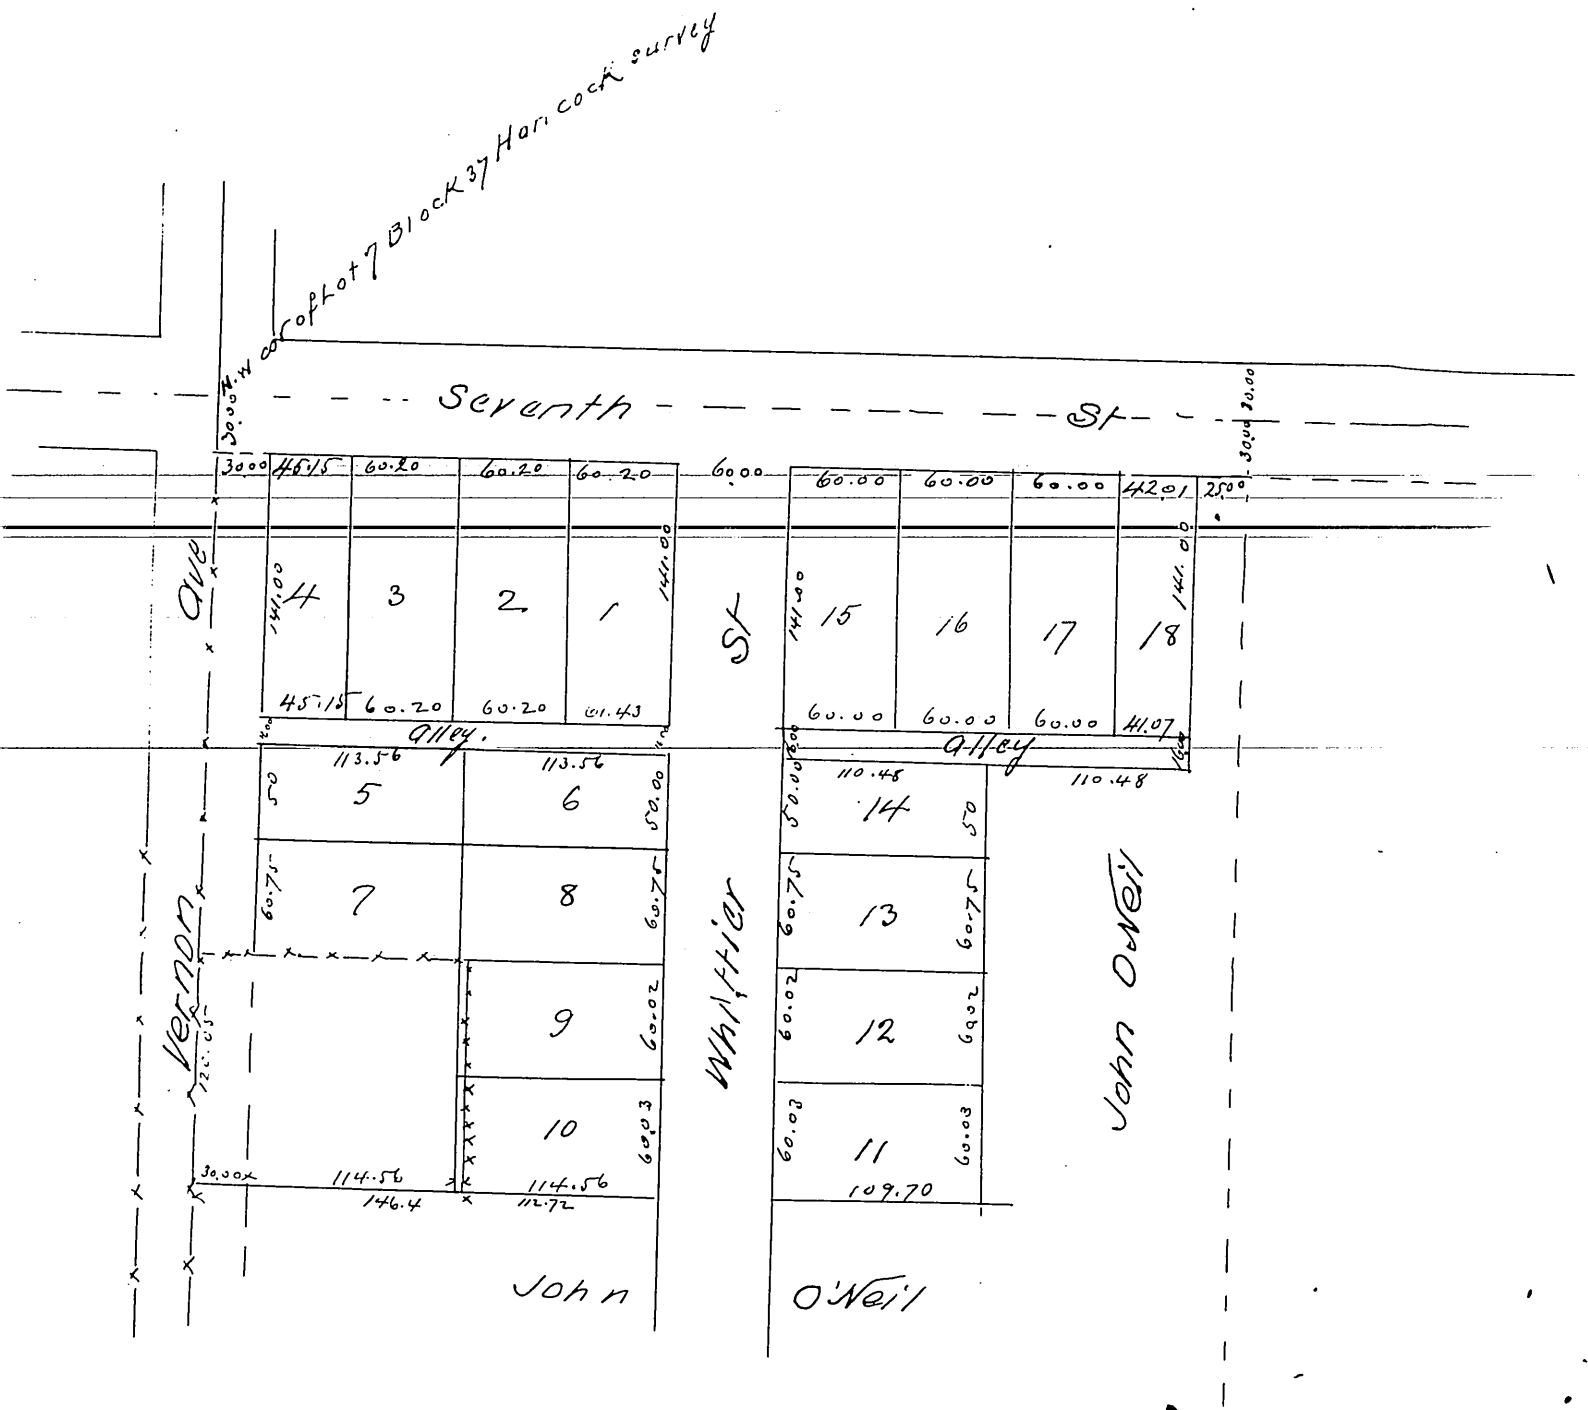 N.W cor of Lot 7 Block 37 Hancock survey
30.00
Seventh St
30.00 30.00
30.00 45.15 60.20 60.20 60.20 60.00 60.00 60.00 60.00 42.01 25.00
Ave
141.00 4 3 2 1 141.00
St
141.00 15 16 17 18 141.00
45.15 60.20 60.20 61.43
60.00 60.00 60.00 41.07
alley.
16.00 alley 16.00
113.56 113.56
110.48 110.48
50 5 6 50.00
50.00 14 50
60.75 7 8 60.75
60.75 13 60.75
Vernon
120.05
Whittier
John O'Neil
9 60.02
60.02 12 60.02
10 60.03
60.03 11 60.03
30.00 114.56 114.56
109.70
146.4 112.72
John O'Neil